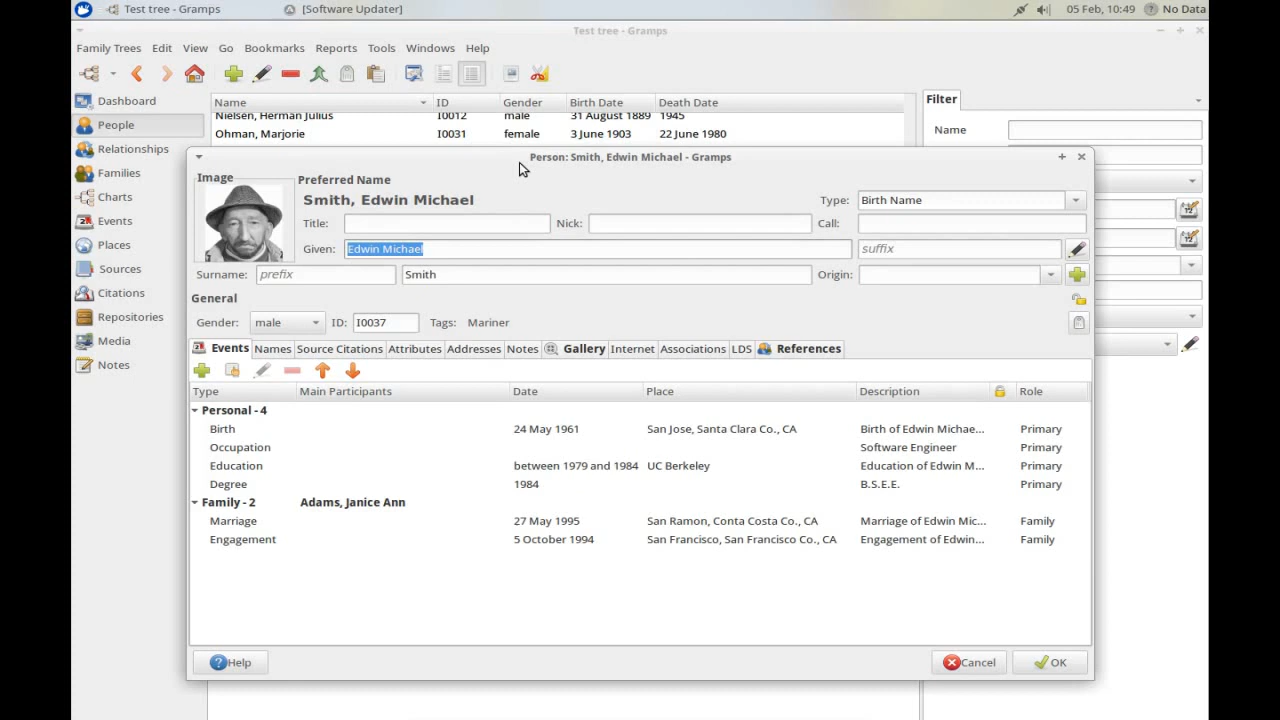 Test tree - Gramps [Software Updater] 05 Feb, 10:49 ? No Data
Test tree - Gramps
Family Trees Edit View Go Bookmarks Reports Tools Windows Help
Dashboard
People
Relationships
Families
Charts
Events
Places
Sources
Citations
Repositories
Media
Notes
Name ID Gender Birth Date Death Date
Nielsen, Herman Julius I0012 male 31 August 1889 1945
Ohman, Marjorie I0031 female 3 June 1903 22 June 1980
Filter
Name
Person: Smith, Edwin Michael - Gramps
Image
Preferred Name
Smith, Edwin Michael
Type: Birth Name
Title: Nick: Call:
Given: Edwin Michael suffix
Surname: prefix Smith Origin:
General
Gender: male ID: I0037 Tags: Mariner
Events Names Source Citations Attributes Addresses Notes Gallery Internet Associations LDS References
Type Main Participants Date Place Description Role
Personal - 4
Birth 24 May 1961 San Jose, Santa Clara Co., CA Birth of Edwin Michae... Primary
Occupation Software Engineer Primary
Education between 1979 and 1984 UC Berkeley Education of Edwin M... Primary
Degree 1984 B.S.E.E. Primary
Family - 2 Adams, Janice Ann
Marriage 27 May 1995 San Ramon, Conta Costa Co., CA Marriage of Edwin Mic... Family
Engagement 5 October 1994 San Francisco, San Francisco Co., CA Engagement of Edwin... Family
? Help Cancel OK